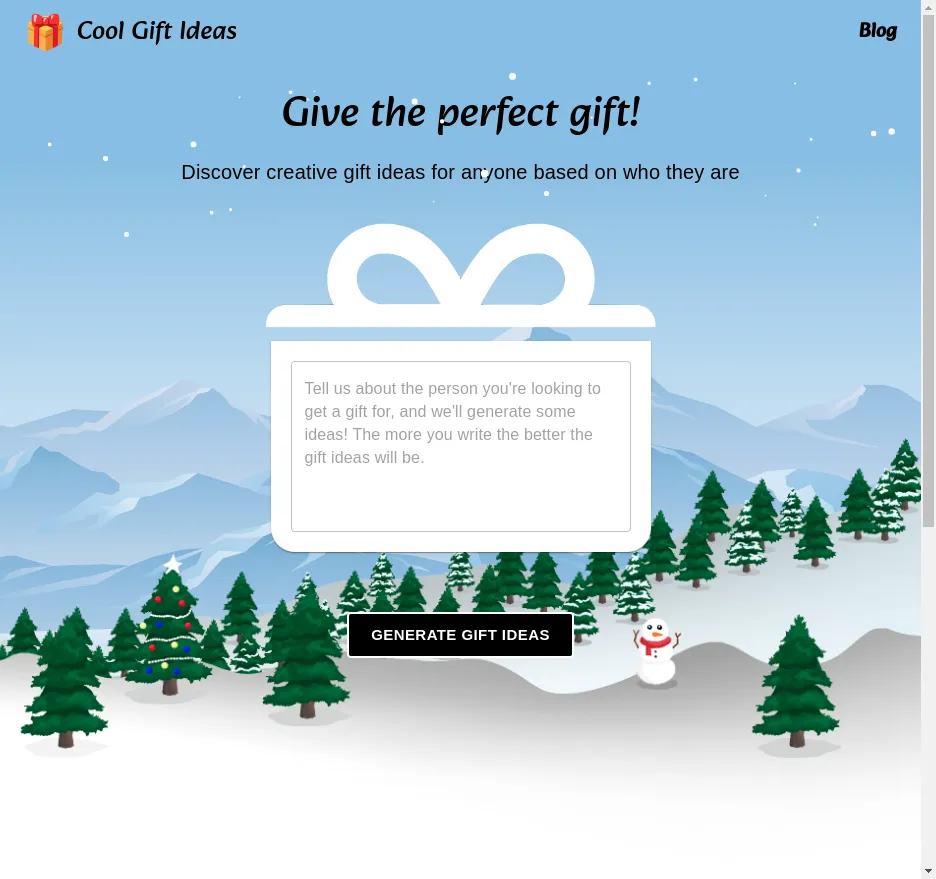 Cool Gift Ideas
Blog
Give the perfect gift!
Discover creative gift ideas for anyone based on who they are
Tell us about the person you're looking to
get a gift for, and we'll generate some
ideas! The more you write the better the
gift ideas will be.
GENERATE GIFT IDEAS